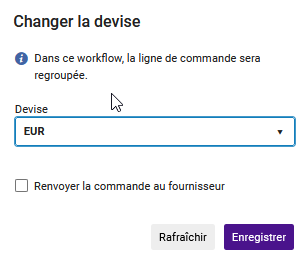 Changer la devise
Dans ce workflow, la ligne de commande sera
regroupée.
Devise
EUR
Renvoyer la commande au fournisseur
Rafraîchir
Enregistrer